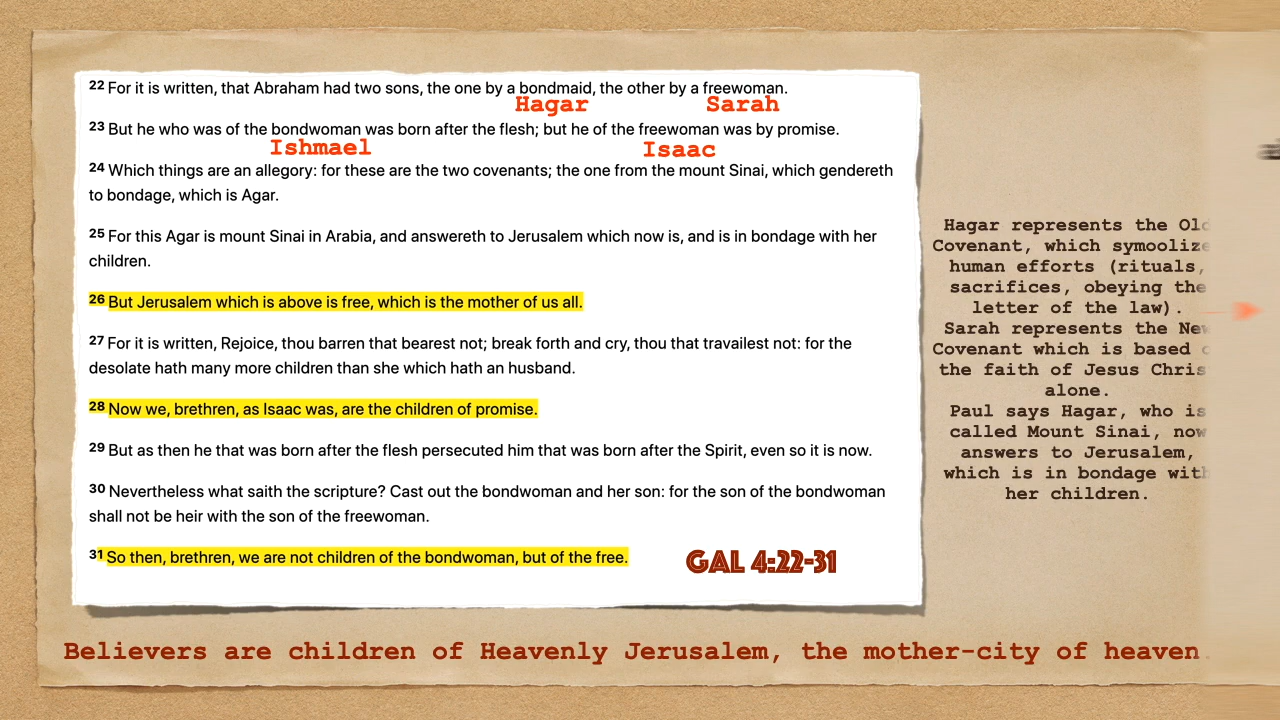 22 For it is written, that Abraham had two sons, the one by a bondmaid, the other by a freewoman.
Hagar Sarah
23 But he who was of the bondwoman was born after the flesh; but he of the freewoman was by promise.
Ishmael Isaac
24 Which things are an allegory: for these are the two covenants; the one from the mount Sinai, which gendereth
to bondage, which is Agar.
25 For this Agar is mount Sinai in Arabia, and answereth to Jerusalem which now is, and is in bondage with her
children.
26 But Jerusalem which is above is free, which is the mother of us all.
27 For it is written, Rejoice, thou barren that bearest not; break forth and cry, thou that travailest not: for the
desolate hath many more children than she which hath an husband.
28 Now we, brethren, as Isaac was, are the children of promise.
29 But as then he that was born after the flesh persecuted him that was born after the Spirit, even so it is now.
30 Nevertheless what saith the scripture? Cast out the bondwoman and her son: for the son of the bondwoman
shall not be heir with the son of the freewoman.
31 So then, brethren, we are not children of the bondwoman, but of the free.
GAL 4:22-31
Hagar represents the Old
Covenant, which symoolize
human efforts (rituals,
sacrifices, obeying the
letter of the law).
Sarah represents the New
Covenant which is based
the faith of Jesus Chris
alone.
Paul says Hagar, who is
called Mount Sinai, now
answers to Jerusalem,
which is in bondage with
her children.
Believers are children of Heavenly Jerusalem, the mother-city of heaven.